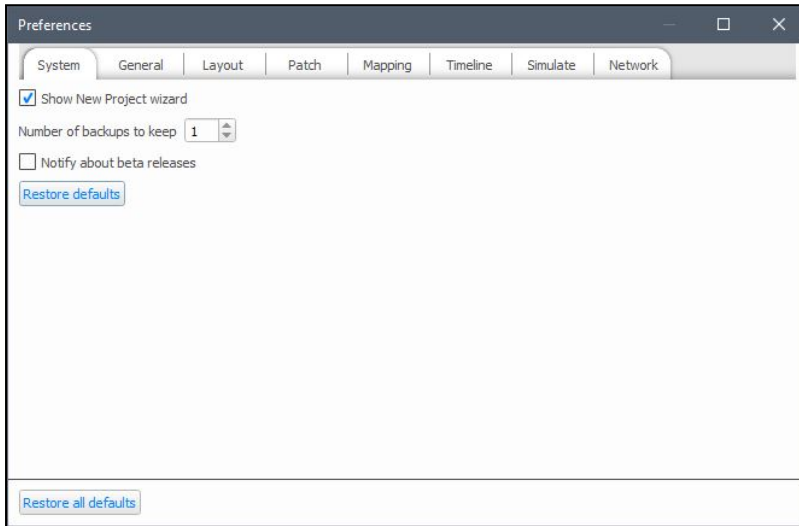 Preferences
System General Layout Patch Mapping Timeline Simulate Network
Show New Project wizard
Number of backups to keep 1
Notify about beta releases
Restore defaults
Restore all defaults